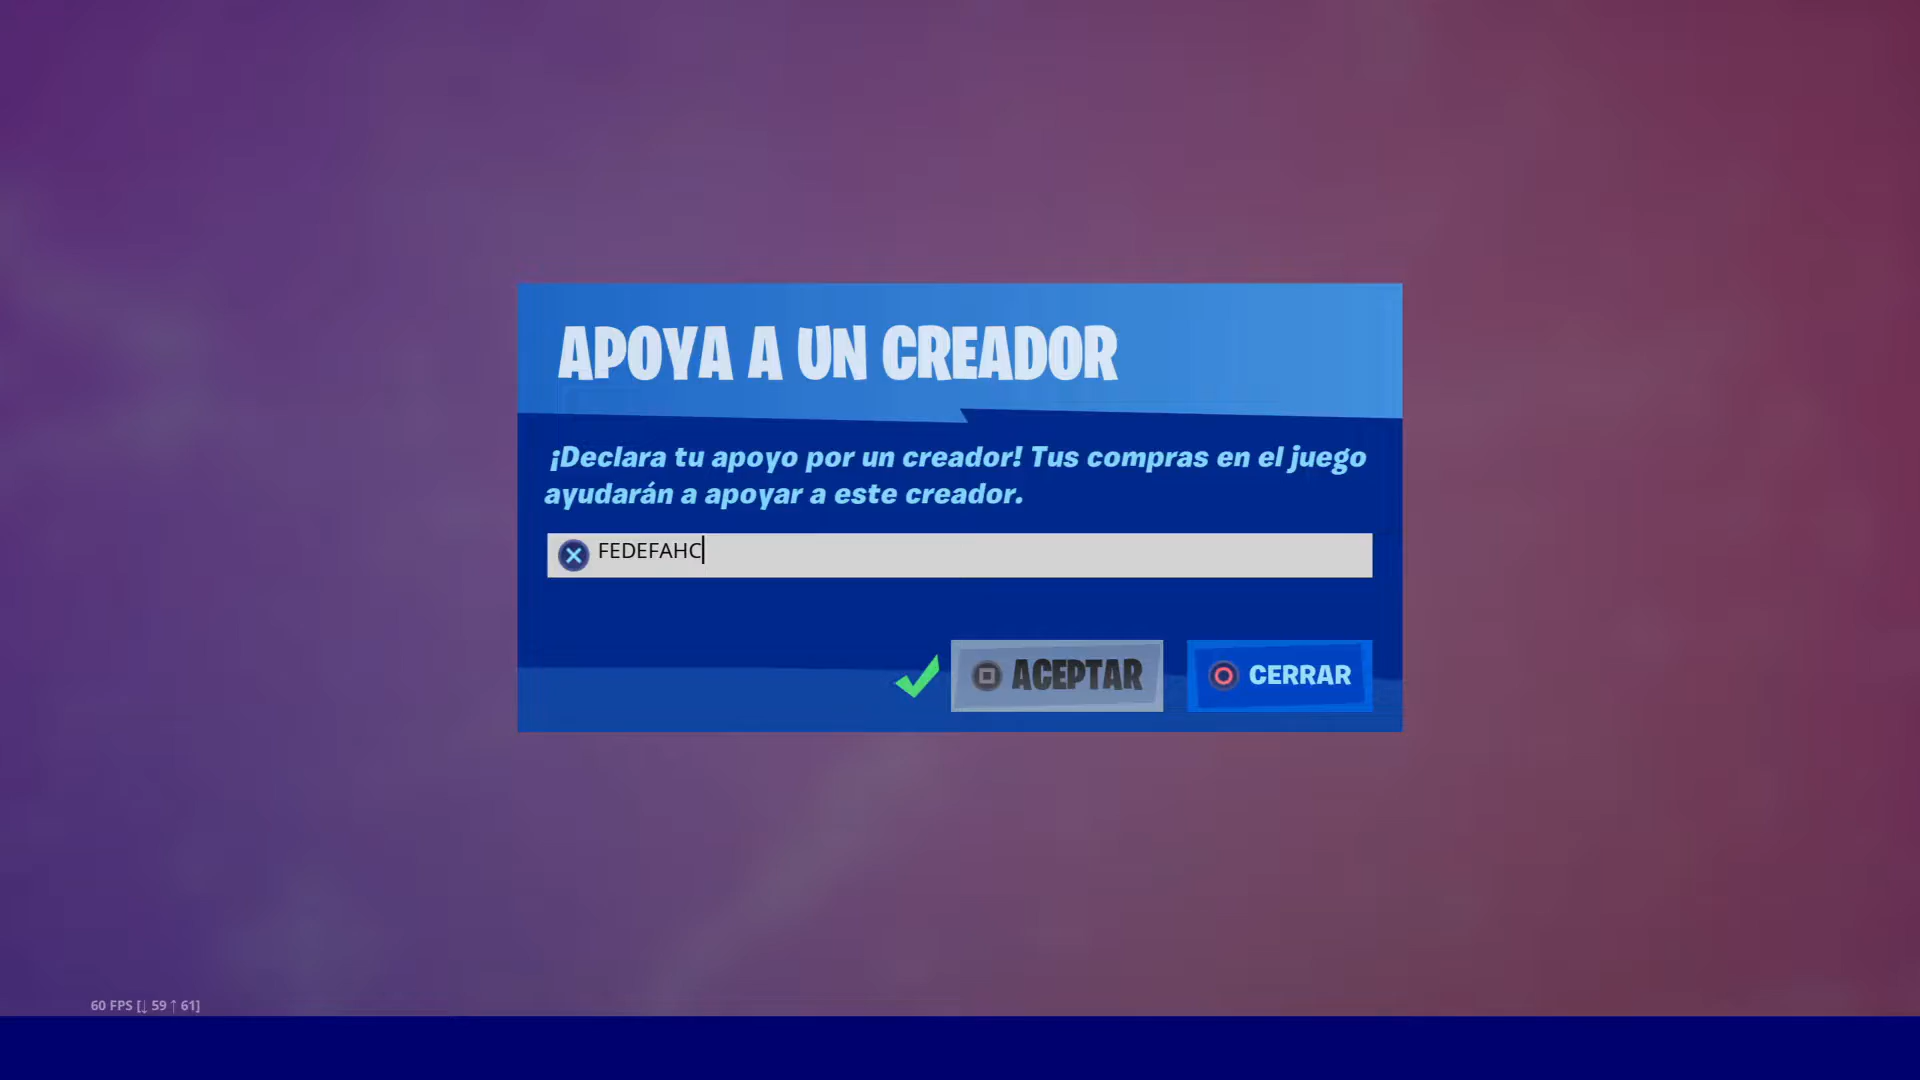 APOYA A UN CREADOR
¡Declara tu apoyo por un creador! Tus compras en el juego
ayudarán a apoyar a este creador.
FEDEFAHC
ACEPTAR
CERRAR
60 FPS [↓ 59 ↑ 61]